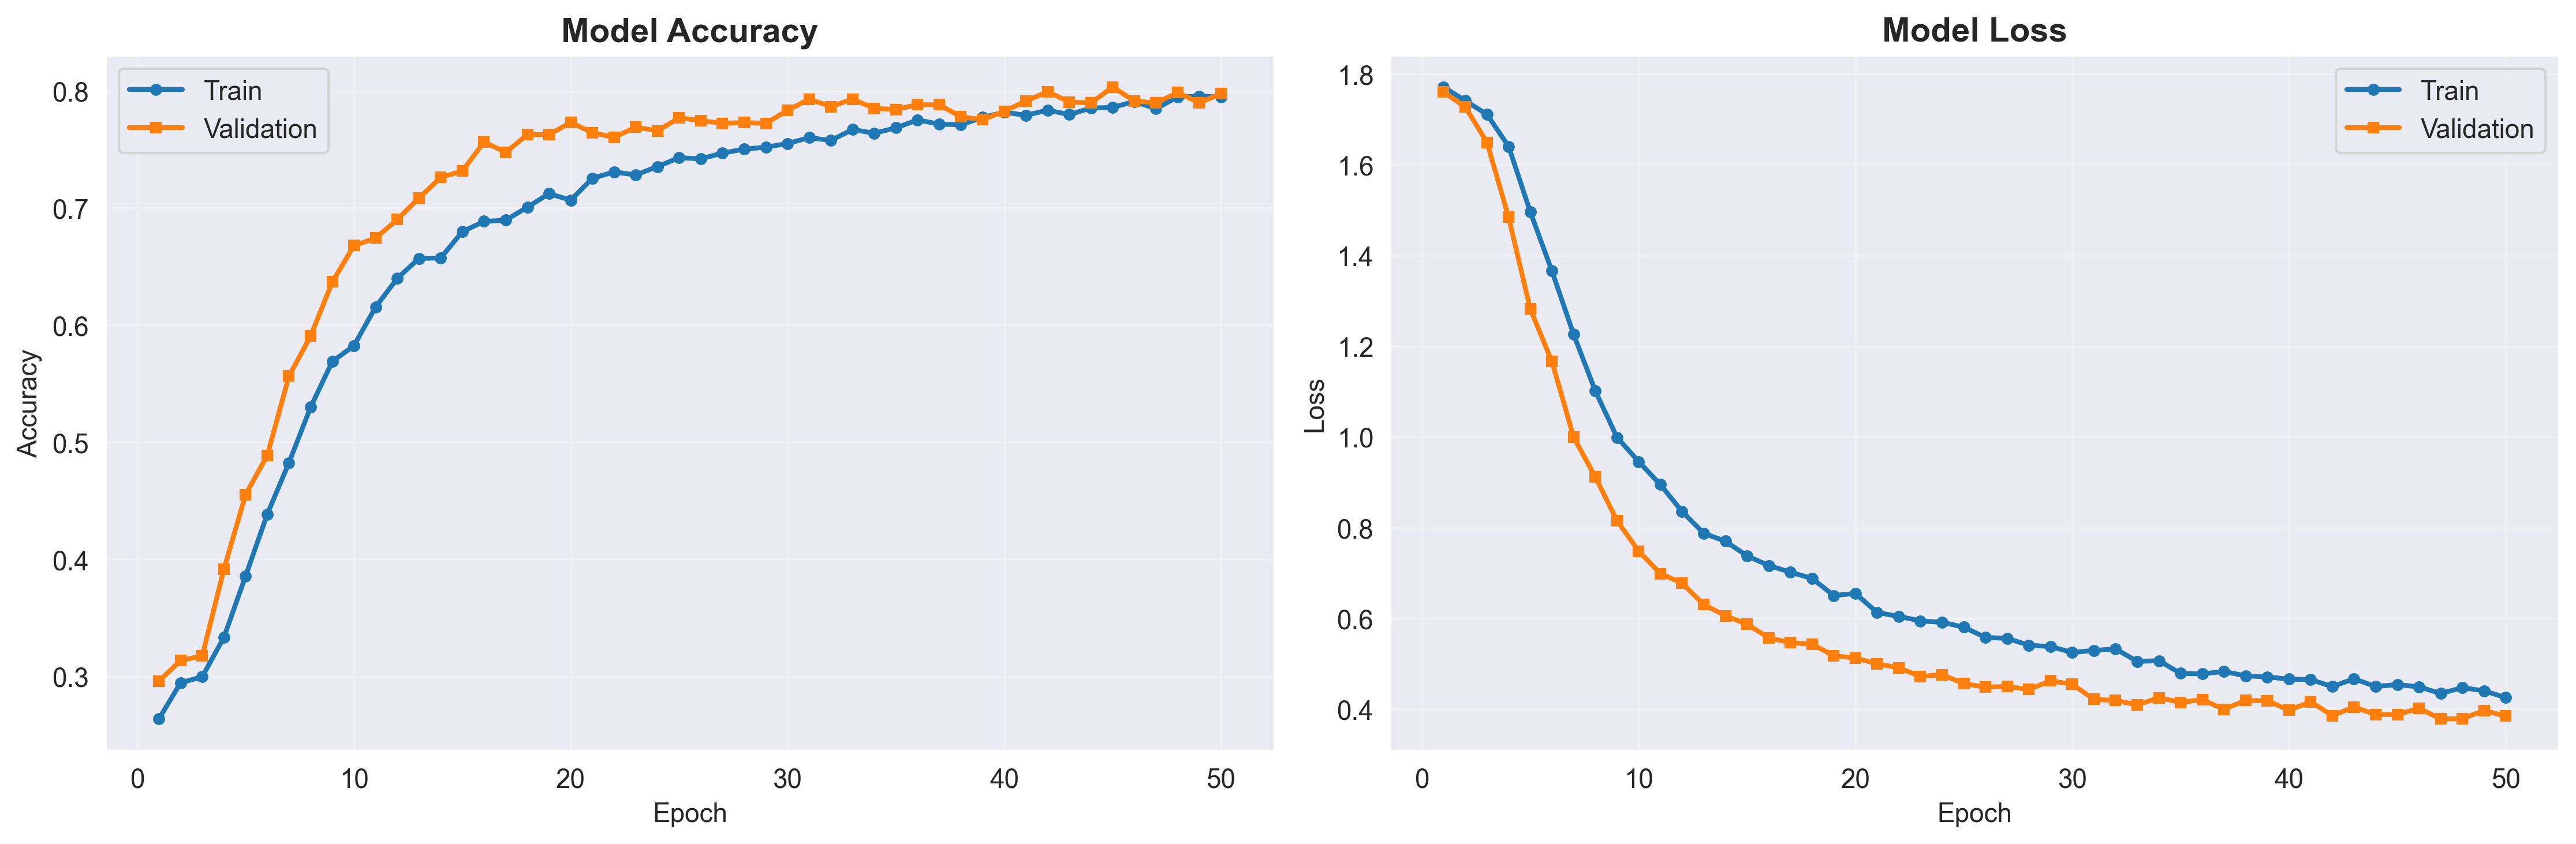 Model Accuracy
Train
Validation
0.8
0.7
0.6
0.5
0.4
0.3
Accuracy
0 10 20 30 40 50
Epoch
Model Loss
Train
Validation
1.8
1.6
1.4
1.2
1.0
0.8
0.6
0.4
Loss
0 10 20 30 40 50
Epoch